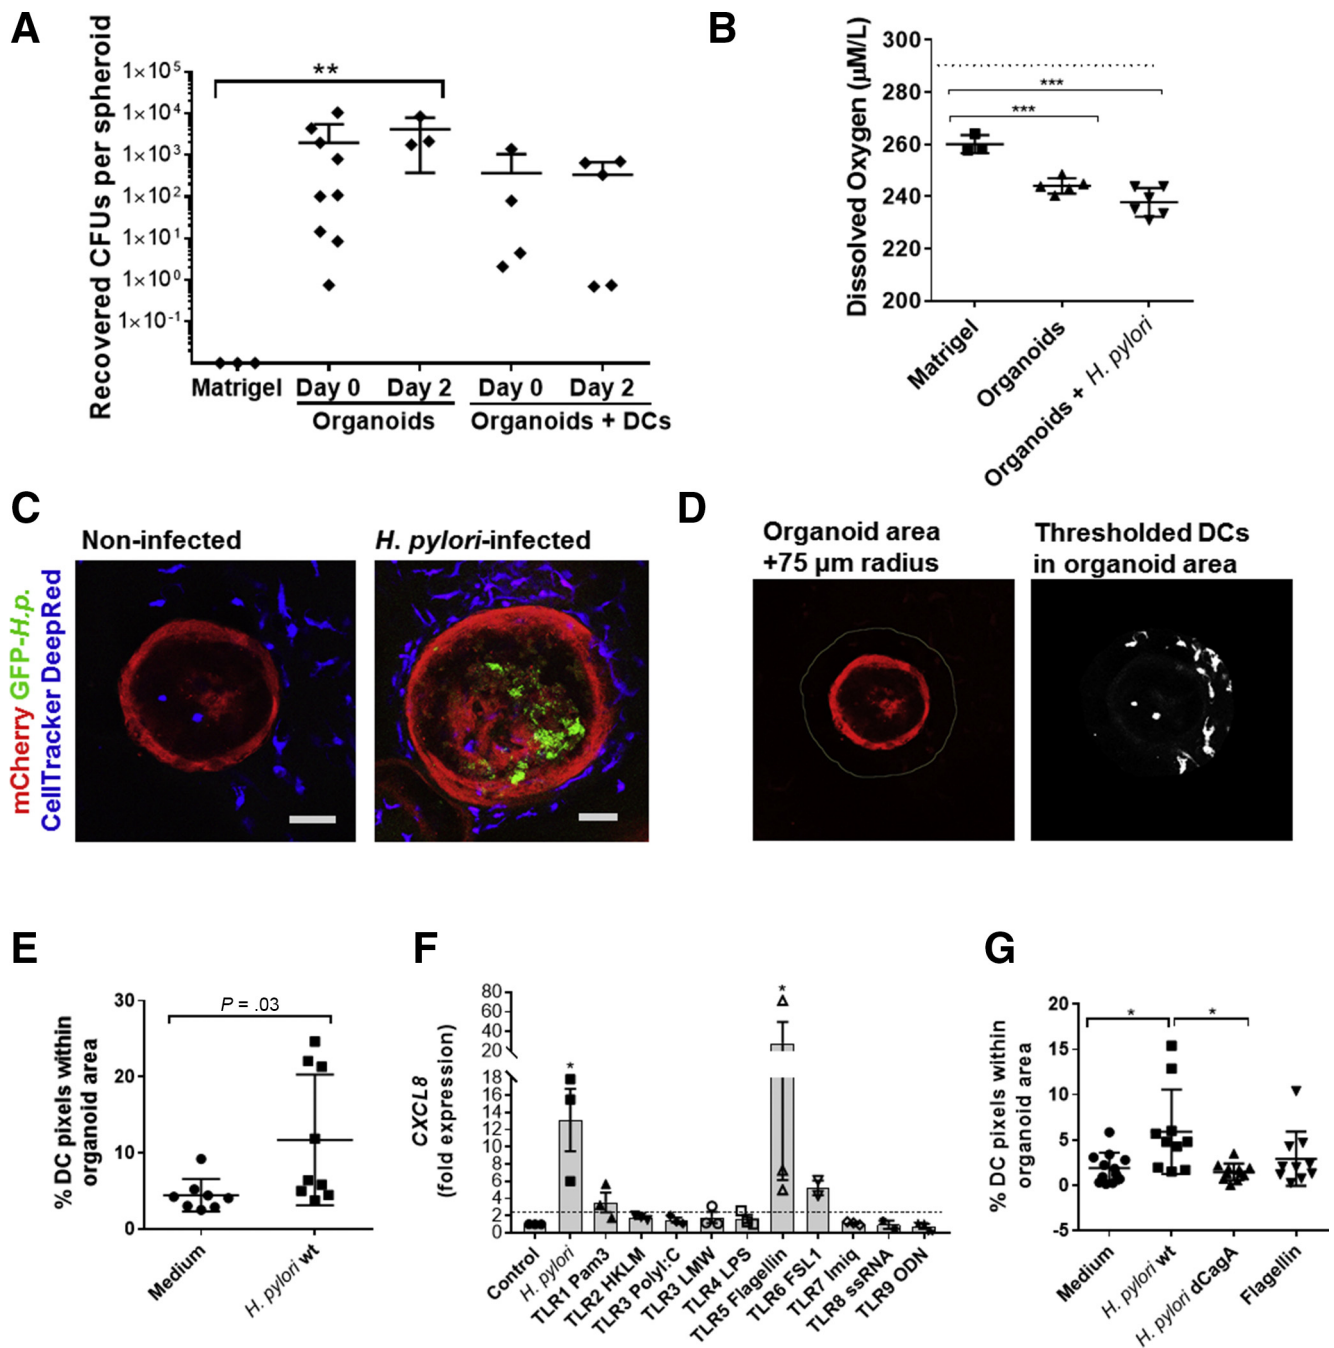 A
Recovered CFUs per spheroid
1×10⁵
1×10⁴
1×10³
1×10²
1×10¹
1×10⁰
1×10⁻¹
**
Matrigel Day 0 Day 2 Day 0 Day 2
Organoids Organoids + DCs
B
Dissolved Oxygen (µM/L)
300
280
260
240
220
200
***
***
Matrigel
Organoids
Organoids + H. pylori
C
Non-infected
H. pylori-infected
mCherry GFP-H.p.
CellTracker DeepRed
D
Organoid area
+75 µm radius
Thresholded DCs
in organoid area
E
% DC pixels within
organoid area
30
20
10
0
P = .03
Medium
H. pylori wt
F
CXCL8
(fold expression)
80
60
40
20
18
16
14
12
10
8
6
4
2
0
*
*
Control
H. pylori
TLR1 Pam3
TLR2 HKLM
TLR3 PolyI:C
TLR3 LMW
TLR4 LPS
TLR5 Flagellin
TLR6 FSL1
TLR7 Imiq
TLR8 ssRNA
TLR9 ODN
G
% DC pixels within
organoid area
20
15
10
5
0
-5
*
*
Medium
H. pylori wt
H. pylori dCagA
Flagellin